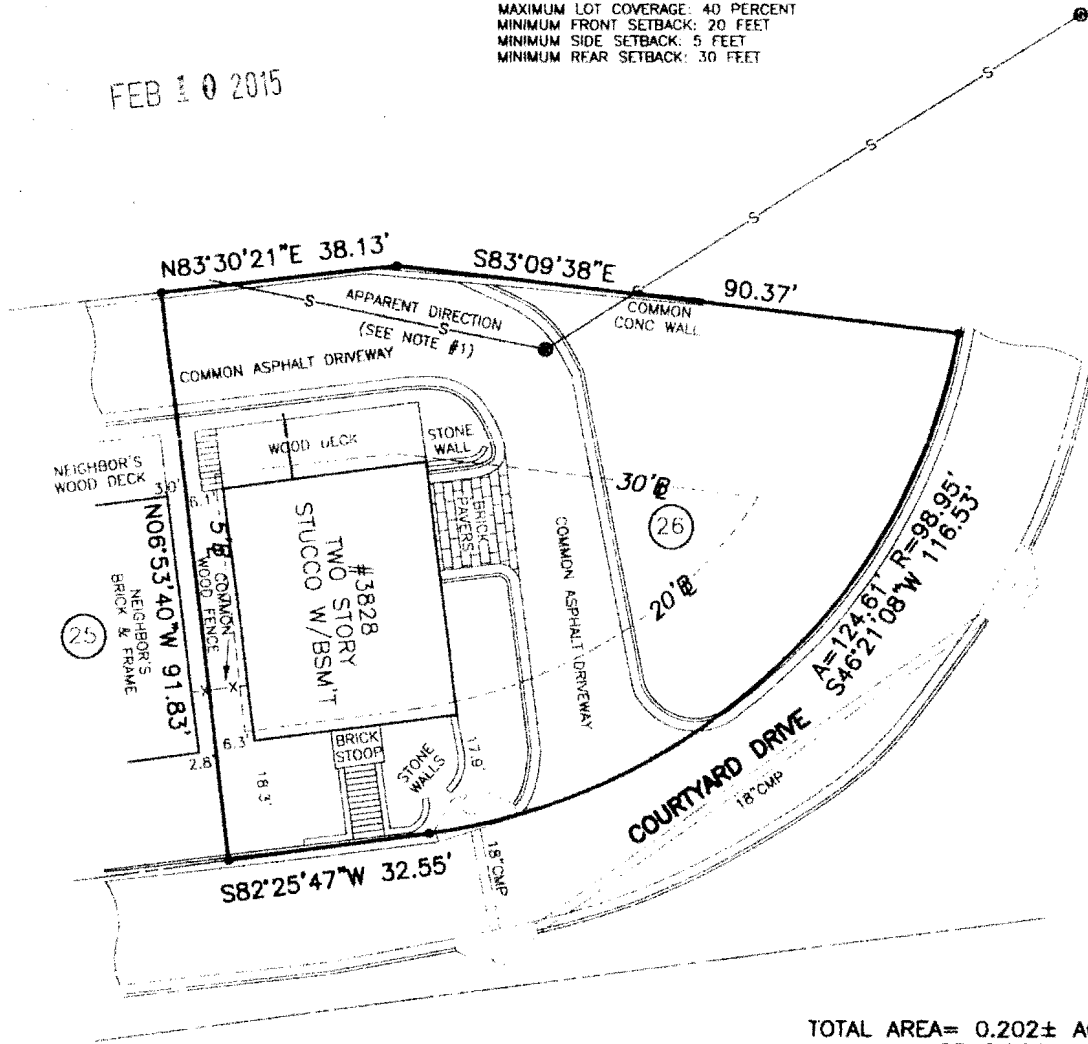 MAXIMUM LOT COVERAGE: 40 PERCENT
MINIMUM FRONT SETBACK: 20 FEET
MINIMUM SIDE SETBACK: 5 FEET
MINIMUM REAR SETBACK: 30 FEET
FEB 10 2015
S
S
S
N83°30'21"E 38.13'
S83°09'38"E
90.37'
S
S
APPARENT DIRECTION
S
(SEE NOTE #1)
COMMON
CONC WALL
COMMON ASPHALT DRIVEWAY
WOOD DECK
STONE
WALL
NEIGHBOR'S
WOOD DECK
3.0'
6.1'
30'
26
BRICK
PAVERS
N06°53'40"W 91.83'
5'
COMMON
WOOD FENCE
#3828
TWO STORY
STUCCO W/BSM'T
NEIGHBOR'S
BRICK & FRAME
25
COMMON ASPHALT DRIVEWAY
20'
A=124.61' R=98.95'
S46°21'08"W 116.53'
X
X
6.3'
2.8'
18.3'
BRICK
STOOP
STONE
WALLS
17.9'
COURTYARD DRIVE
18"CMP
18"CMP
S82°25'47"W 32.55'
TOTAL AREA= 0.202±